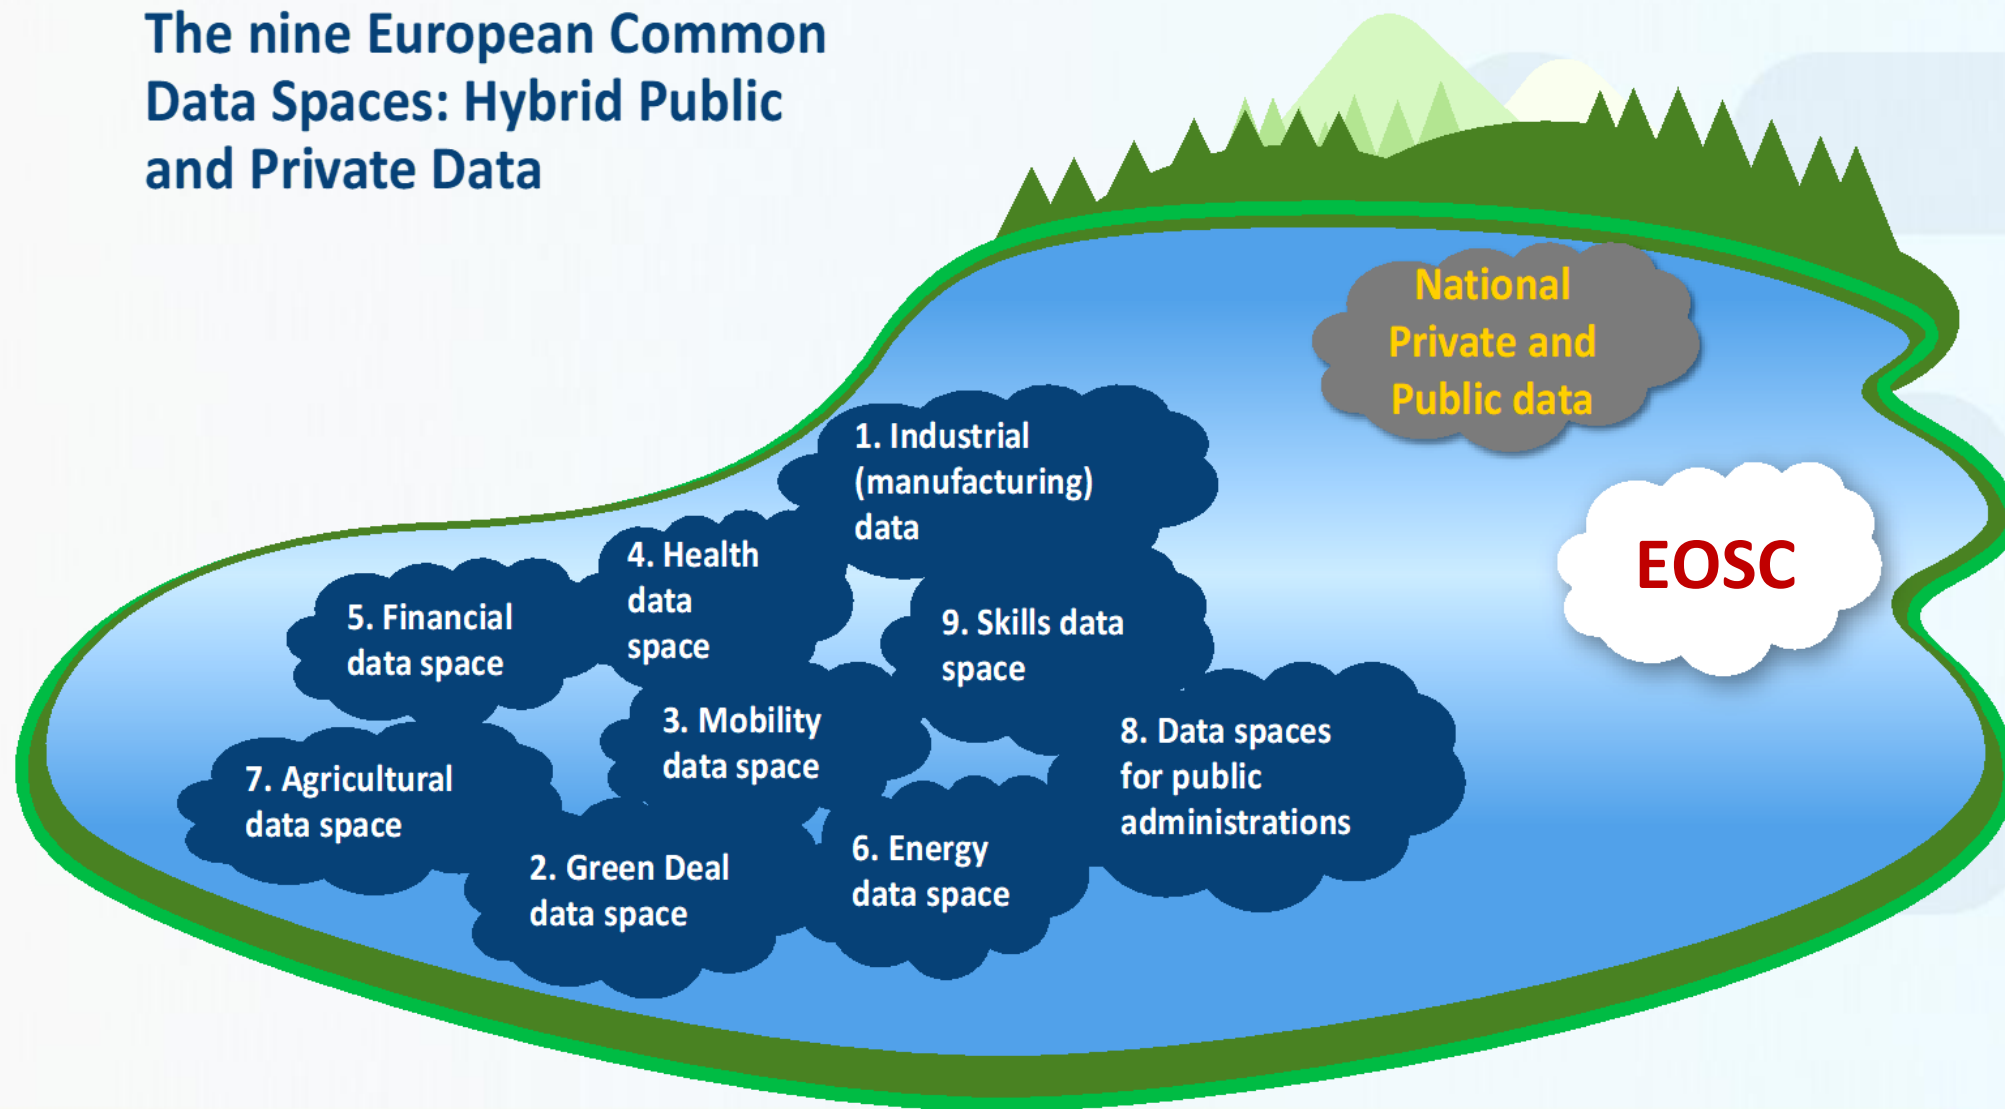 The nine European Common
Data Spaces: Hybrid Public
and Private Data
National
Private and
Public data
EOSC
1. Industrial
(manufacturing)
data
4. Health
data
space
5. Financial
data space
9. Skills data
space
3. Mobility
data space
8. Data spaces
for public
administrations
7. Agricultural
data space
2. Green Deal
data space
6. Energy
data space